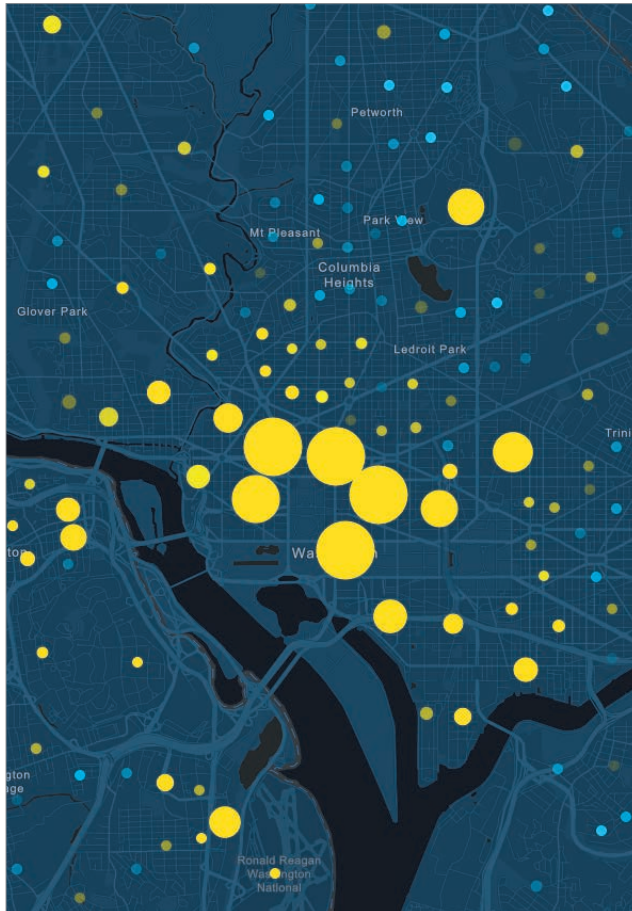 Petworth
Park View
Mt Pleasant
Columbia
Heights
Glover Park
Ledroit Park
Trini
Wa
n
ton
ngton
age
Ronald Reagan
Washington
National